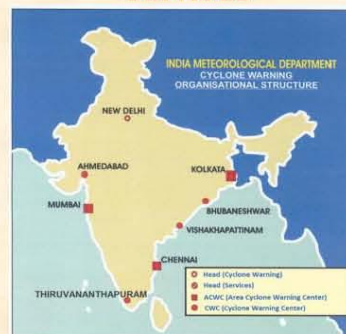 INDIA METEOROLOGICAL DEPARTMENT
CYCLONE WARNING
ORGANISATIONAL STRUCTURE
NEW DELHI
AHMEDABAD
KOLKATA
MUMBAI
BHUBANESHWAR
VISHAKHAPATTINAM
CHENNAI
THIRUVANANTHAPURAM
Head (Cyclone Warning)
Head (Services)
ACWC (Area Cyclone Warning Center)
CWC (Cyclone Warning Center)